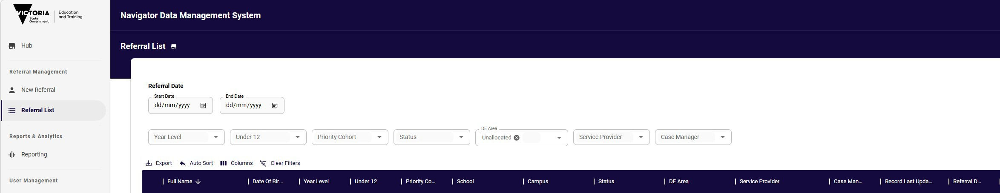 VICTORIA
State
Government
Education
and Training
Hub
Referral Management
New Referral
Referral List
Reports & Analytics
Reporting
User Management
Navigator Data Management System
Referral List
Referral Date
Start Date
dd/mm/yyyy
End Date
dd/mm/yyyy
Year Level
Under 12
Priority Cohort
Status
DE Area
Unallocated
Service Provider
Case Manager
Export Auto Sort Columns Clear Filters
Full Name Date Of Bir... Year Level Under 12 Priority Co... School Campus Status DE Area Service Provider Case Man... Record Last Upda... Referral D...